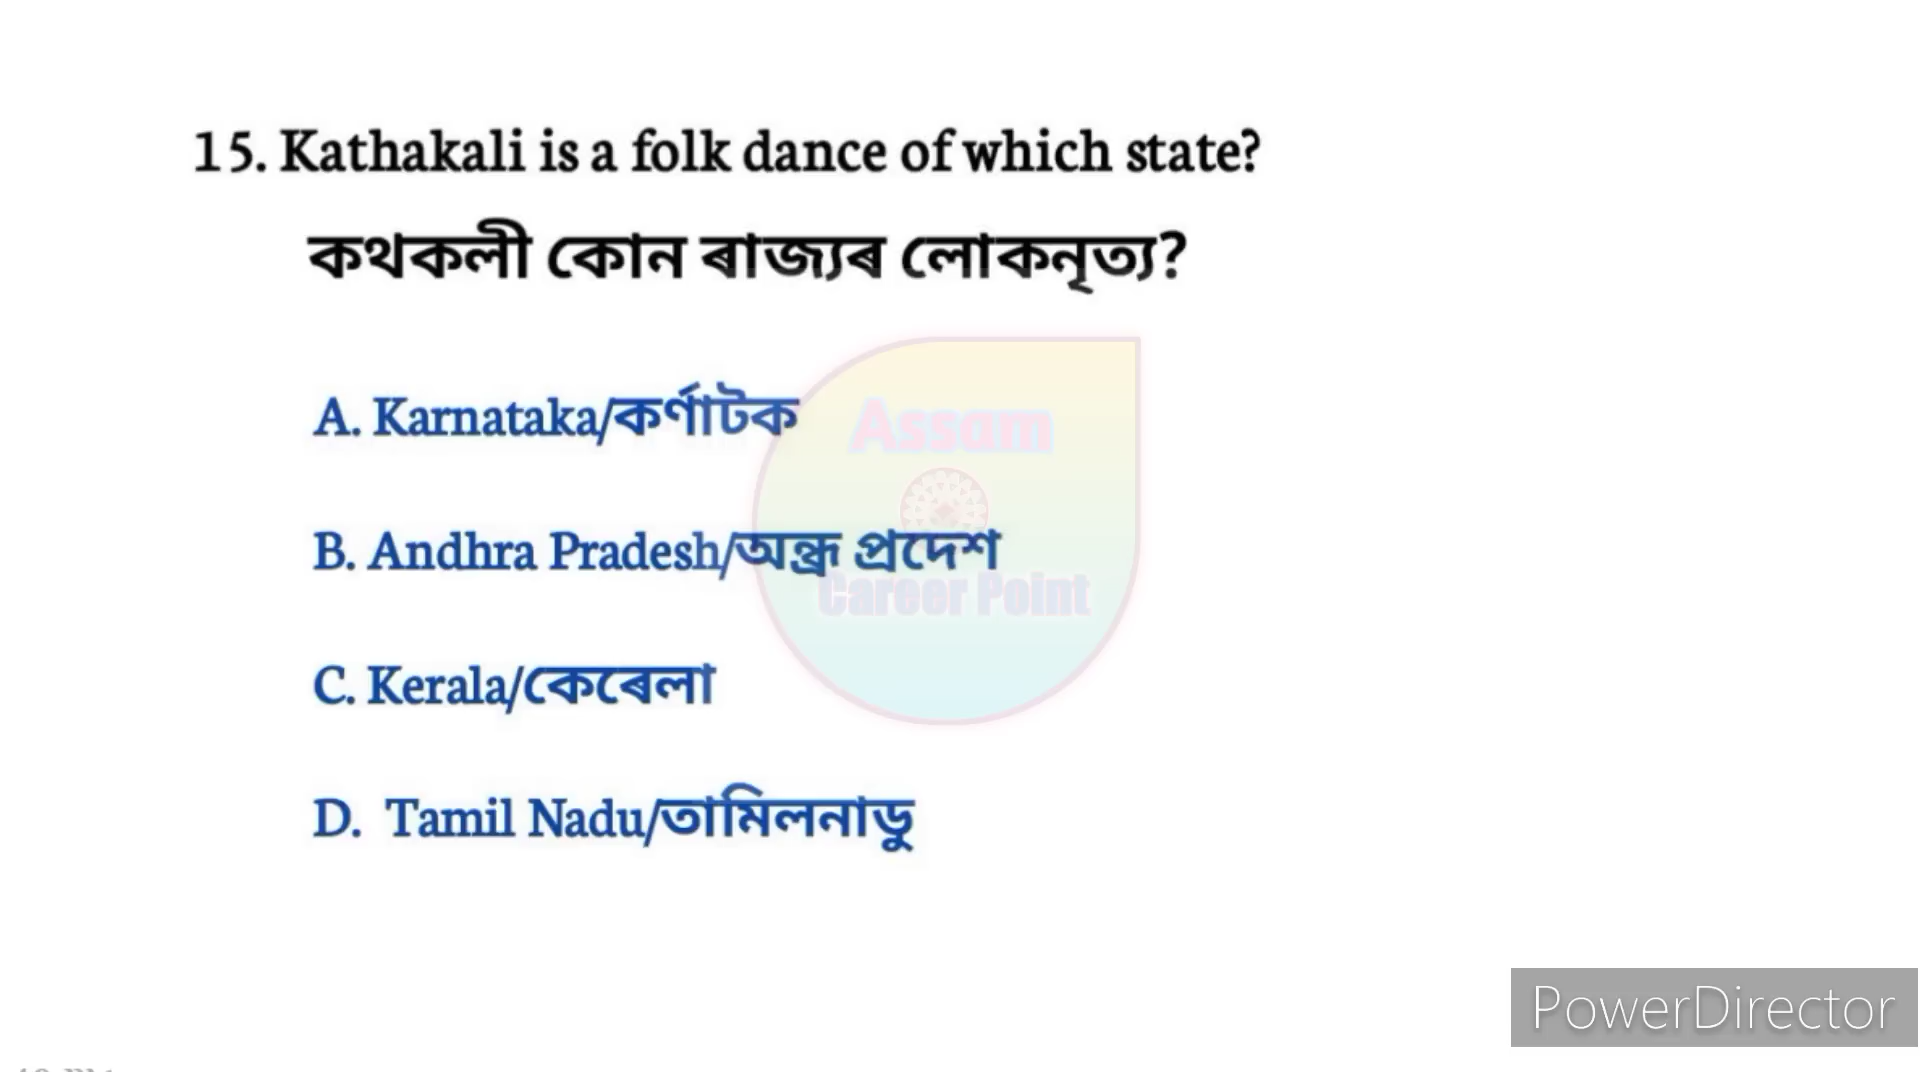 15. Kathakali is a folk dance of which state?
কথকলী কোন ৰাজ্যৰ লোকনৃত্য?
A. Karnataka/কৰ্ণাটক
Assam
B. Andhra Pradesh/অন্ধ্ৰ প্ৰদেশ
Career Point
C. Kerala/কেৰেলা
D. Tamil Nadu/তামিলনাডু
PowerDirector